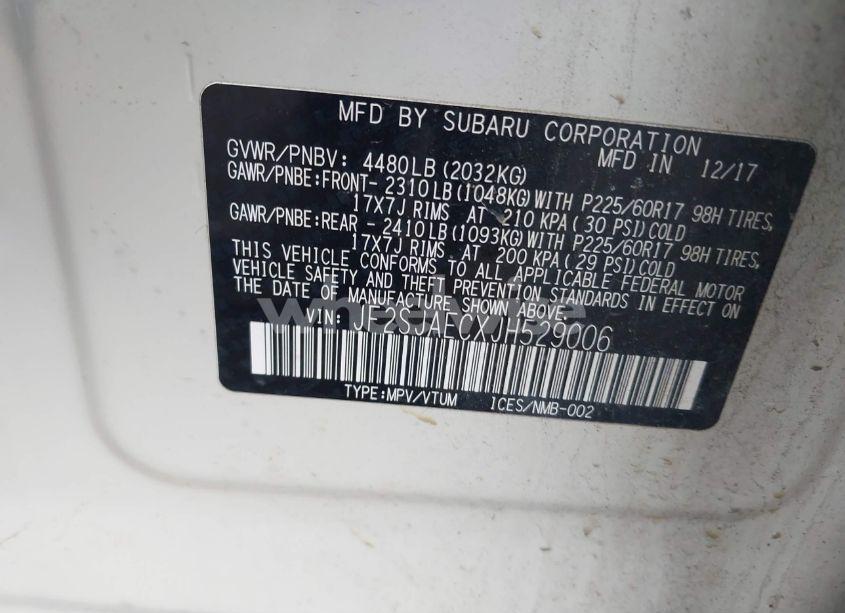 MFD BY SUBARU CORPORATION
GVWR/PNBV: 4480LB (2032KG) MFD IN 12/17
GAWR/PNBE:FRONT- 2310LB (1048KG) WITH P225/60R17 98H TIRES,
17X7J RIMS AT 210 KPA ( 30 PSI) COLD
GAWR/PNBE:REAR - 2410LB (1093KG) WITH P225/60R17 98H TIRES,
17X7J RIMS AT 200 KPA ( 29 PSI) COLD
THIS VEHICLE CONFORMS TO ALL APPLICABLE FEDERAL MOTOR
VEHICLE SAFETY AND THEFT PREVENTION STANDARDS IN EFFECT ON
THE DATE OF MANUFACTURE SHOWN ABOVE.
wheelwise
VIN:
TYPE:MPV/VTUM ICES/NMB-002